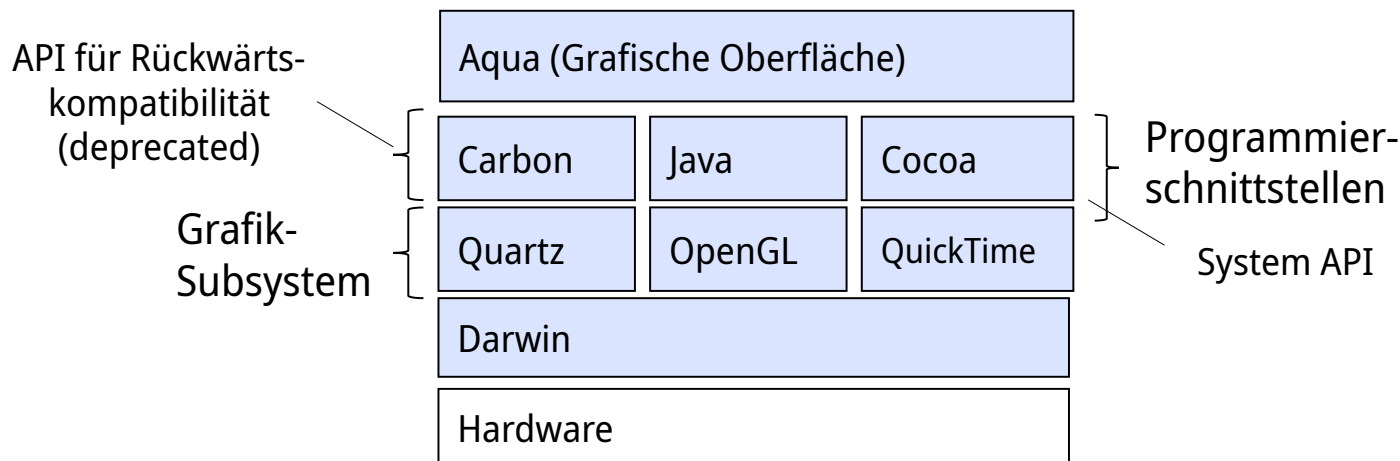 Aqua (Grafische Oberfläche)
API für Rückwärts-
kompatibilität
(deprecated)
Carbon
Java
Cocoa
Programmier-
schnittstellen
Grafik-
Subsystem
Quartz
OpenGL
QuickTime
System API
Darwin
Hardware